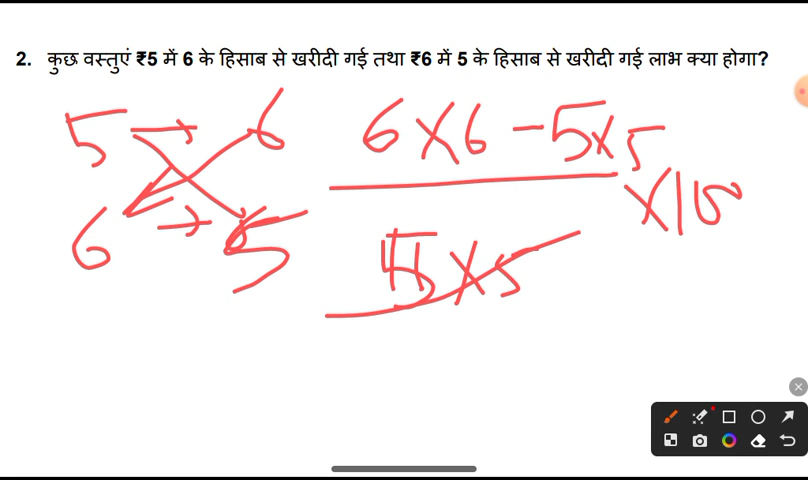 2. कुछ वस्तुएं ₹5 में 6 के हिसाब से खरीदी गई तथा ₹6 में 5 के हिसाब से खरीदी गई लाभ क्या होगा?
5 → 6
6 → 5
6×6 - 5×5
5×5
×100